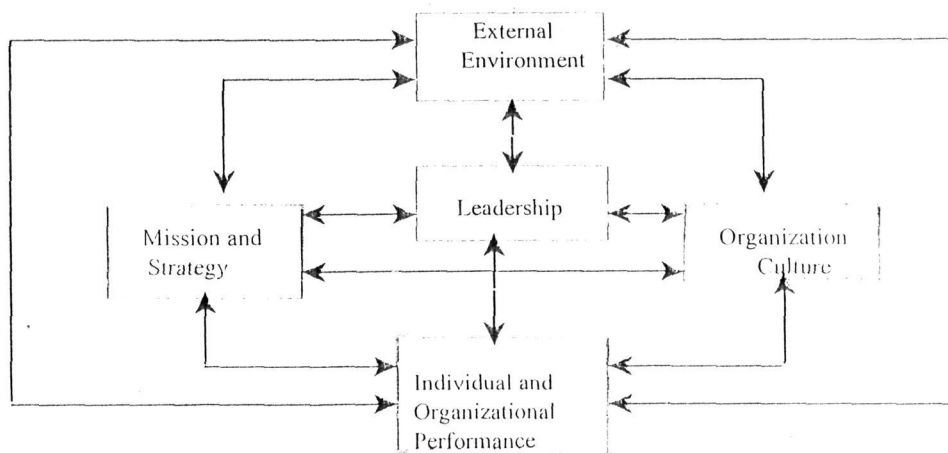 External
Environment
Leadership
Mission and
Strategy
Organization
Culture
Individual and
Organizational
Performance